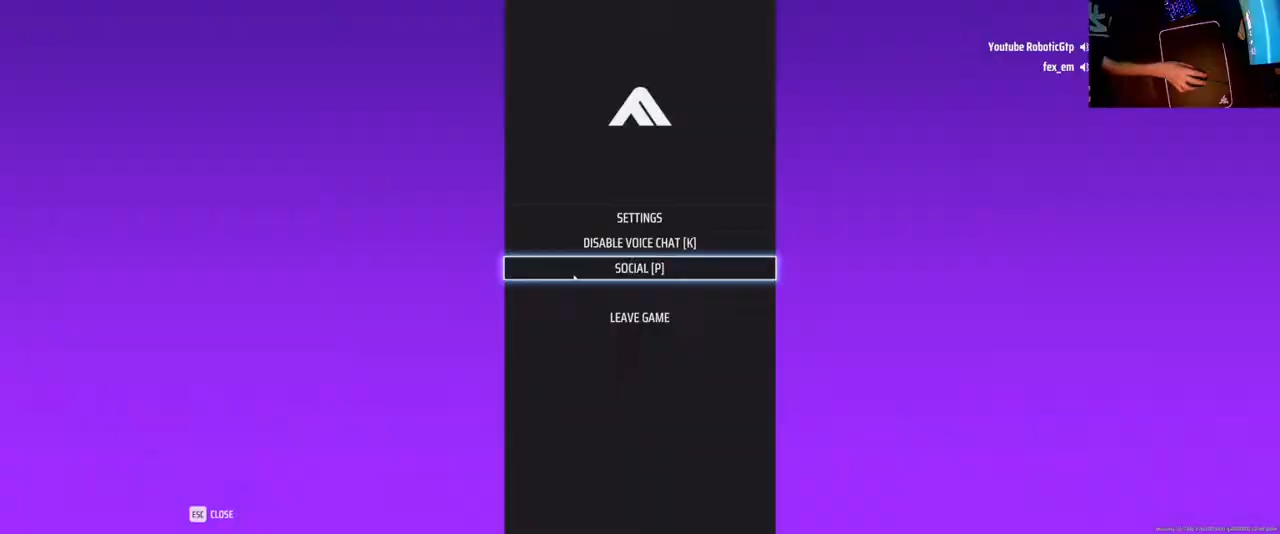 Youtube RoboticGtp
fex_em
SETTINGS
DISABLE VOICE CHAT [K]
SOCIAL [P]
LEAVE GAME
ESC CLOSE